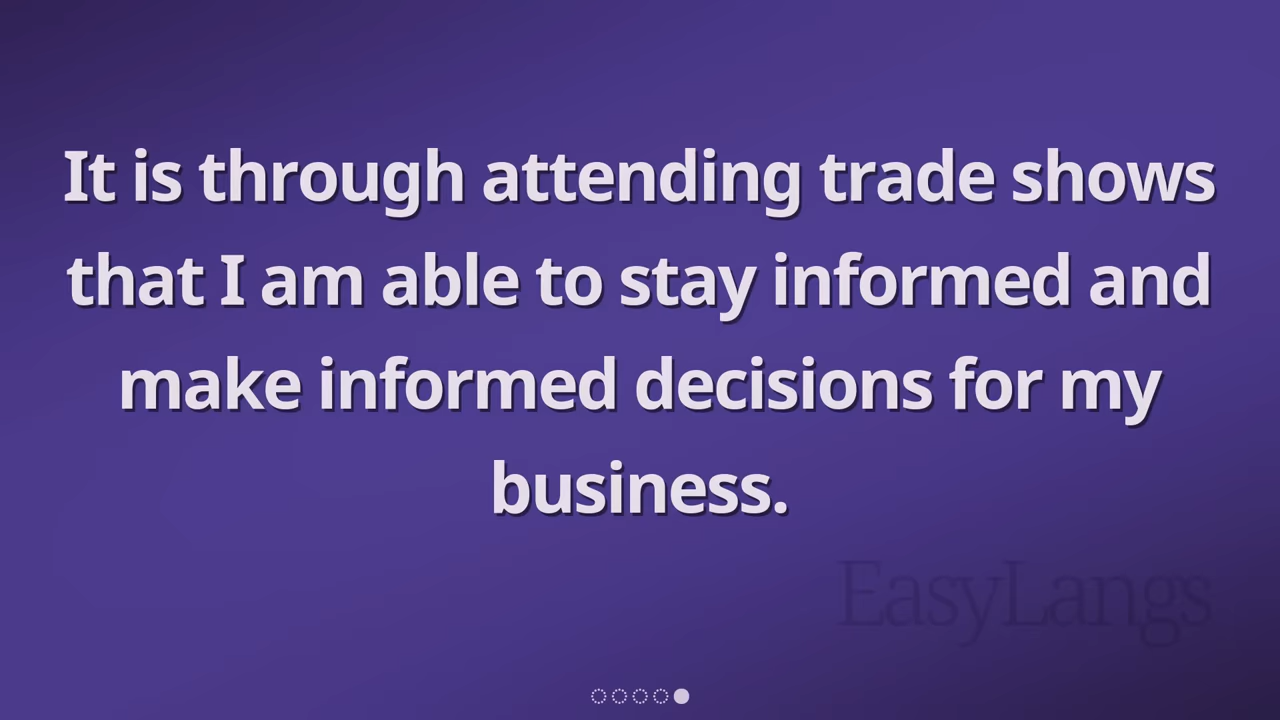 It is through attending trade shows
that I am able to stay informed and
make informed decisions for my
business.
EasyLangs